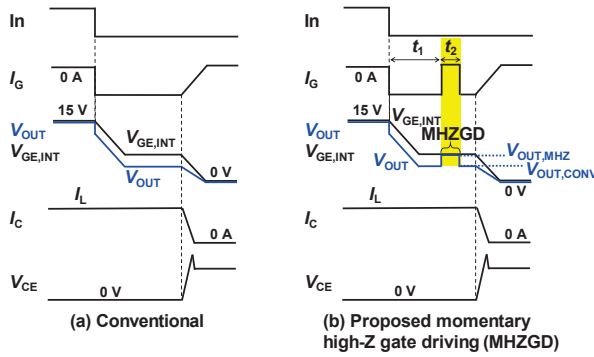 In
I_G
0 A
15 V
V_OUT
V_GE,INT
V_GE,INT
V_OUT
0 V
I_C
I_L
0 A
V_CE
0 V
(a) Conventional
In
t_1
t_2
I_G
0 A
15 V
V_OUT
V_GE,INT
V_GE,INT
MHZGD
V_OUT
V_OUT,MHZ
V_OUT,CONV
0 V
I_C
I_L
0 A
V_CE
0 V
(b) Proposed momentary
high-Z gate driving (MHZGD)